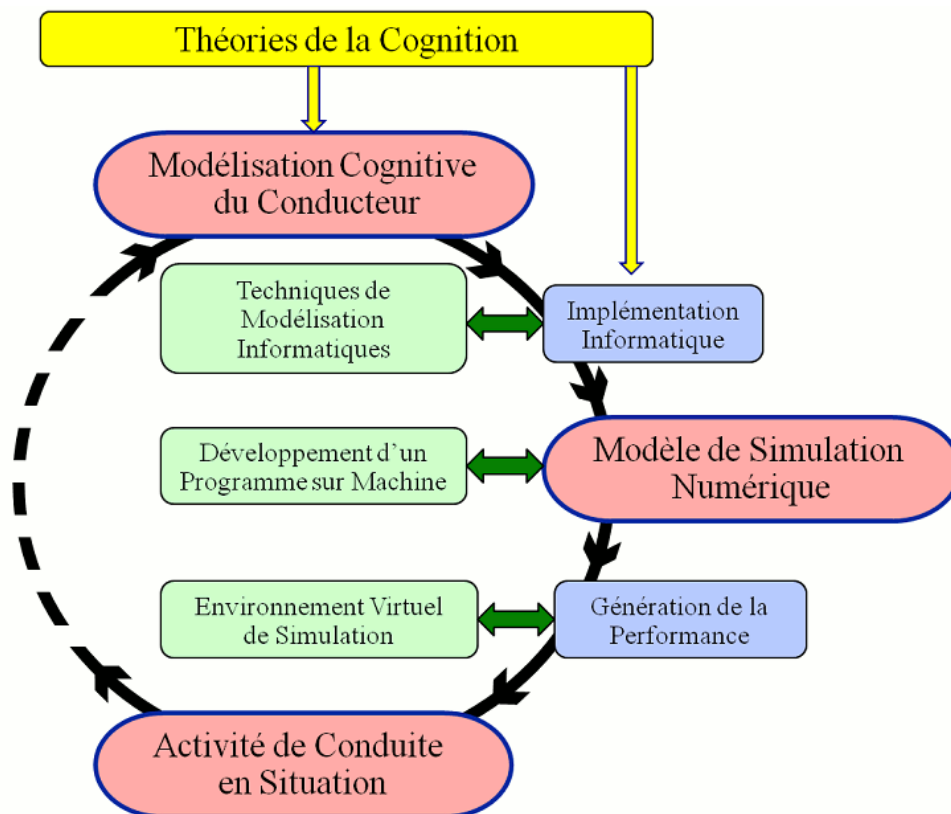 Théories de la Cognition
Modélisation Cognitive
du Conducteur
Techniques de
Modélisation
Informatiques
Implémentation
Informatique
Développement d’un
Programme sur Machine
Modèle de Simulation
Numérique
Environnement Virtuel
de Simulation
Génération de la
Performance
Activité de Conduite
en Situation